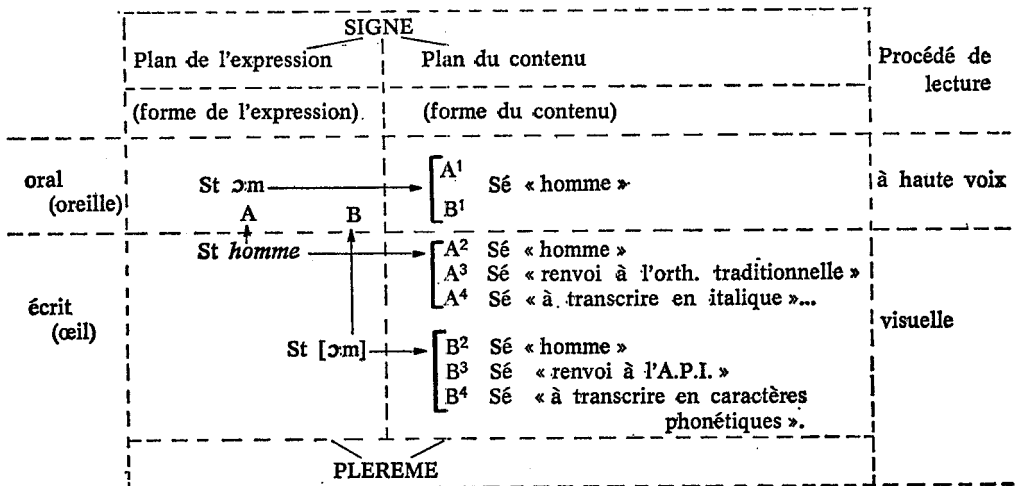 SIGNE
Plan de l'expression Plan du contenu Procédé de
lecture
(forme de l'expression). (forme du contenu)
oral
(oreille)
St ɔ:m A¹ Sé « homme » à haute voix
B¹
A B
St homme A² Sé « homme »
A³ Sé « renvoi à l'orth. traditionnelle »
A⁴ Sé « à transcrire en italique »...
écrit
(œil)
visuelle
St [ɔ:m] B² Sé « homme »
B³ Sé « renvoi à l'A.P.I. »
B⁴ Sé « à transcrire en caractères
phonétiques ».
PLEREME